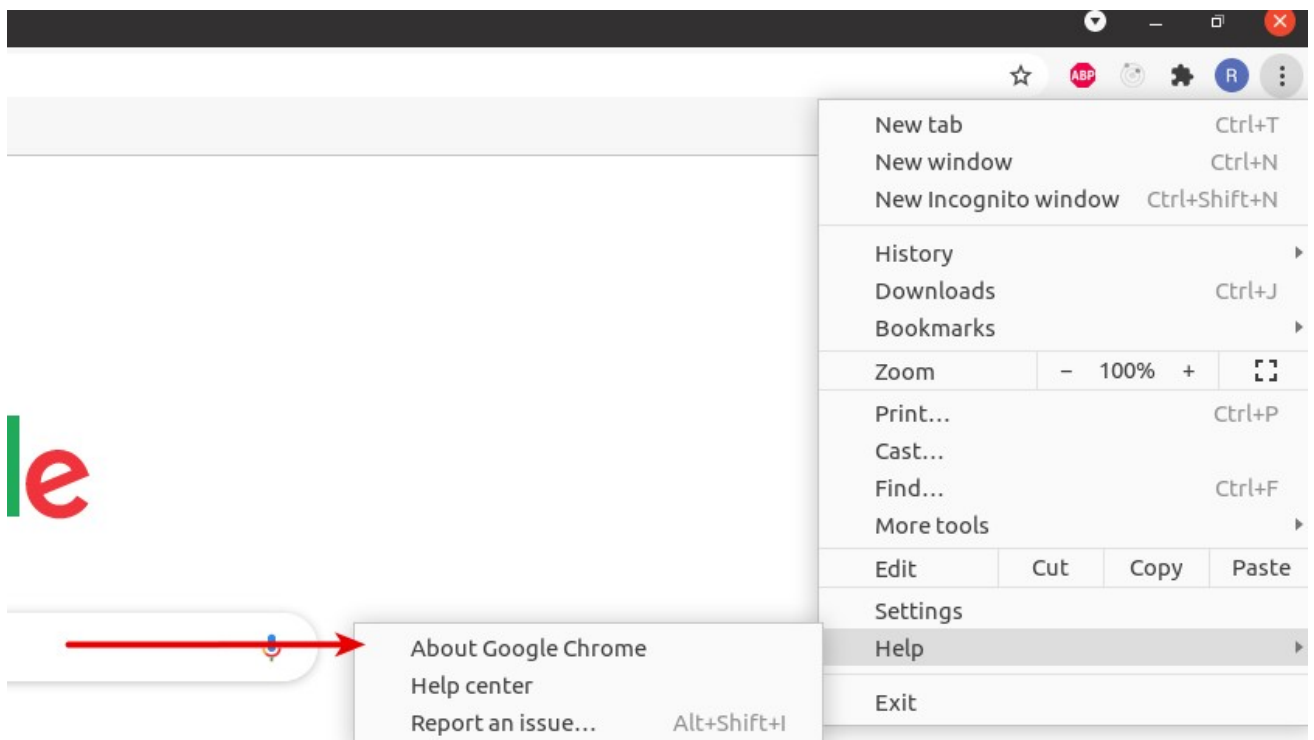 ABP
R
New tab Ctrl+T
New window Ctrl+N
New Incognito window Ctrl+Shift+N
History
Downloads Ctrl+J
Bookmarks
Zoom − 100% +
Print... Ctrl+P
Cast...
Find... Ctrl+F
More tools
Edit Cut Copy Paste
Settings
Help
Exit
le
About Google Chrome
Help center
Report an issue... Alt+Shift+I